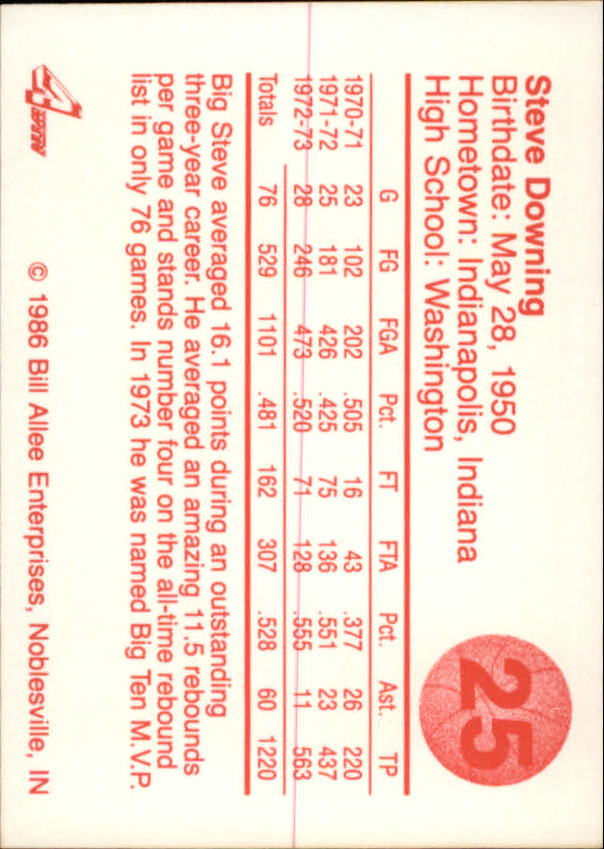 Steve Downing
Birthdate: May 28, 1950
Hometown: Indianapolis, Indiana
High School: Washington
25
G FG FGA Pct. FT FTA Pct. Ast. TP
1970-71 23 102 202 .505 16 43 .377 26 220
1971-72 25 181 426 .425 75 136 .551 23 437
1972-73 28 246 473 .520 71 128 .555 11 563
Totals 76 529 1101 .481 162 307 .528 60 1220
Big Steve averaged 16.1 points during an outstanding
three-year career. He averaged an amazing 11.5 rebounds
per game and stands number four on the all-time rebound
list in only 76 games. In 1973 he was named Big Ten M.V.P.
© 1986 Bill Allee Enterprises, Noblesville, IN